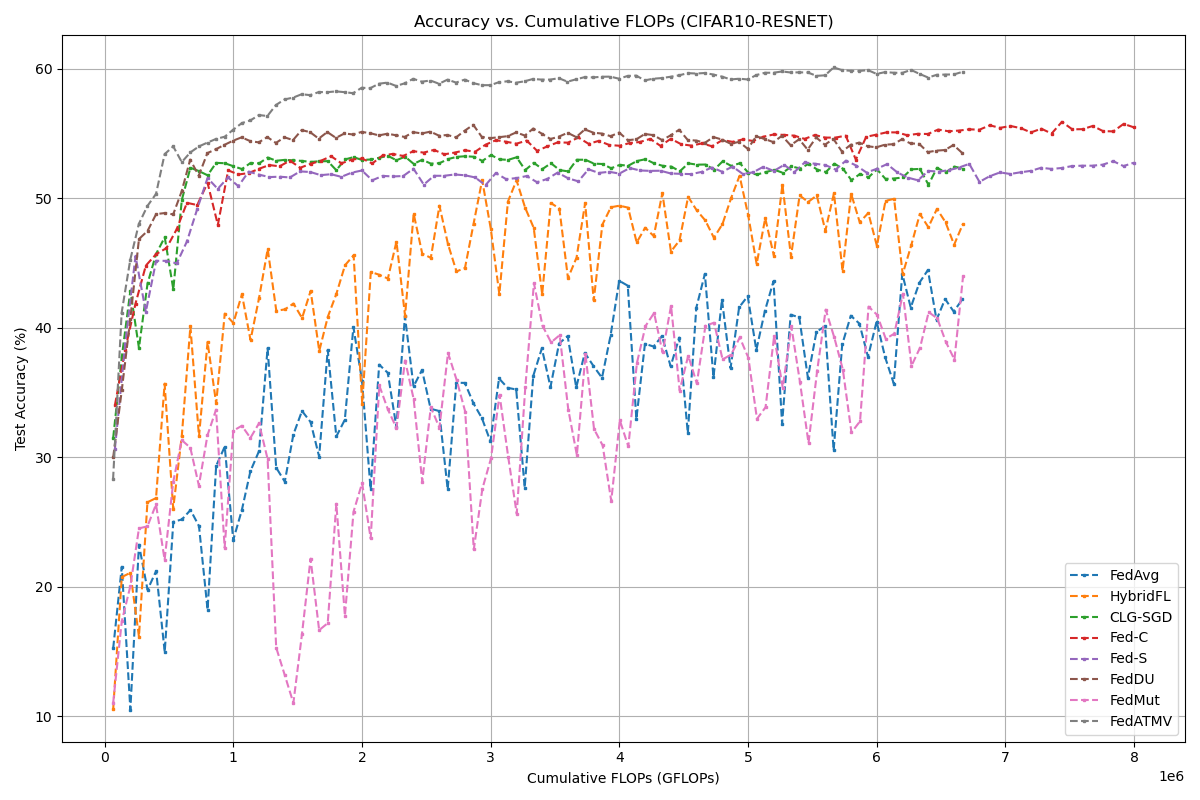 Accuracy vs. Cumulative FLOPs (CIFAR10-RESNET)
Test Accuracy (%)
60
50
40
30
20
10
0 1 2 3 4 5 6 7 8
1e6
Cumulative FLOPs (GFLOPs)
FedAvg
HybridFL
CLG-SGD
Fed-C
Fed-S
FedDU
FedMut
FedATMV